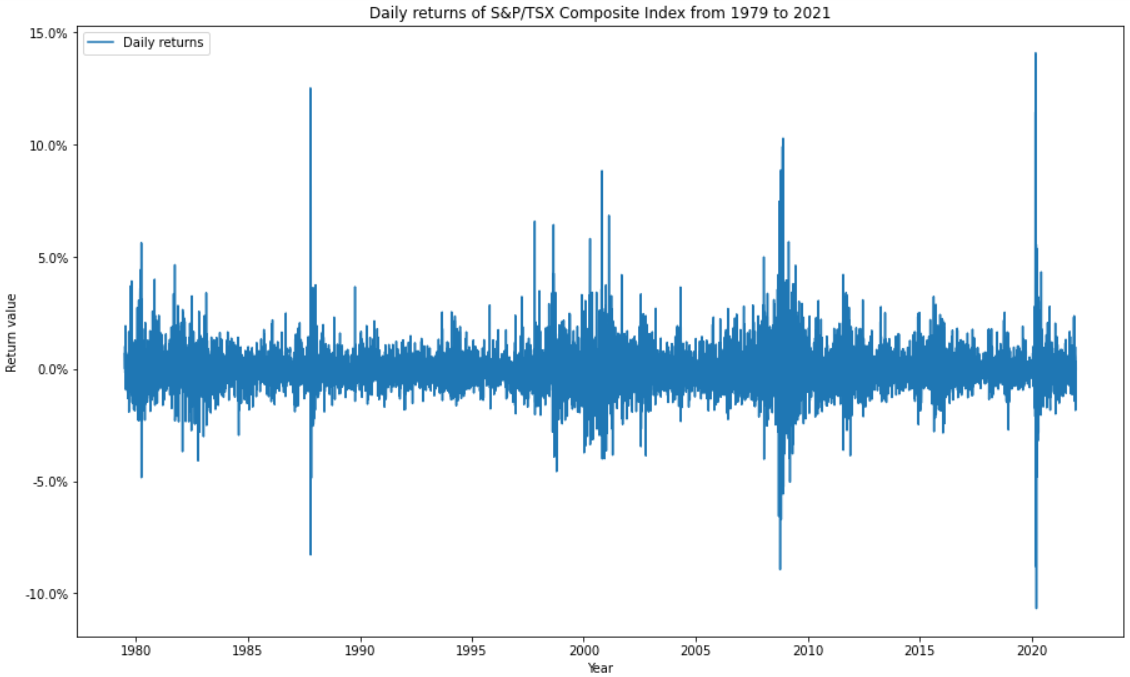 Daily returns of S&P/TSX Composite Index from 1979 to 2021
Daily returns
15.0%
10.0%
5.0%
0.0%
-5.0%
-10.0%
Return value
1980 1985 1990 1995 2000 2005 2010 2015 2020
Year